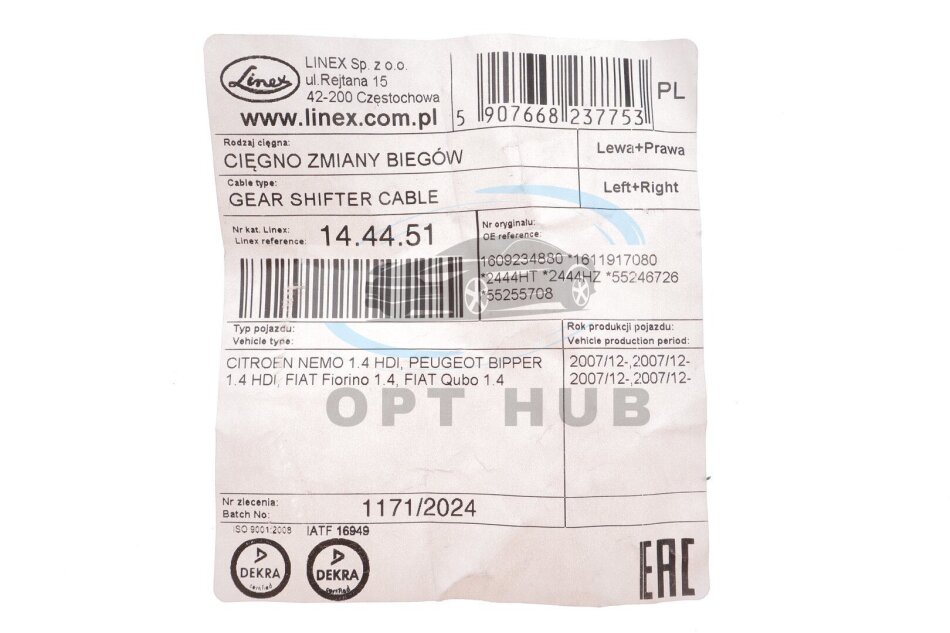 Linex
LINEX Sp. z o.o.
ul.Rejtana 15
42-200 Częstochowa
www.linex.com.pl
5 907668 237753
PL
Rodzaj cięgna:
CIĘGNO ZMIANY BIEGÓW
Lewa+Prawa
Cable type:
GEAR SHIFTER CABLE
Left+Right
Nr kat. Linex:
Linex reference:
14.44.51
Nr oryginału:
OE reference:
1609234880 *1611917080
*2444HT *2444HZ *55246726
*55255708
Typ pojazdu:
Vehicle type:
Rok produkcji pojazdu:
Vehicle production period:
CITROEN NEMO 1.4 HDI, PEUGEOT BIPPER
1.4 HDI, FIAT Fiorino 1.4, FIAT Qubo 1.4
2007/12-,2007/12-
2007/12-,2007/12-
OPT HUB
Nr zlecenia:
Batch No:
1171/2024
ISO 9001:2008
IATF 16949
DEKRA
certified
DEKRA
certified
EAC